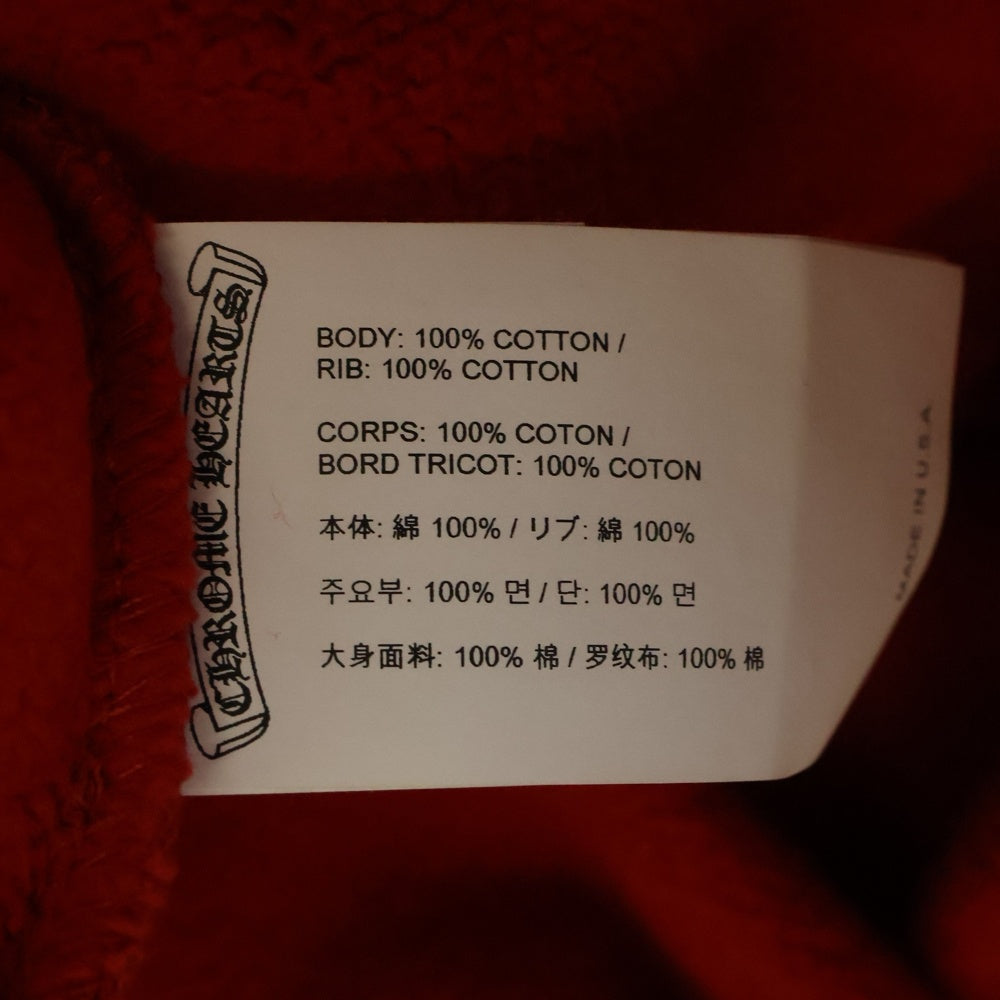 CHROME HEARTS
BODY: 100% COTTON /
RIB: 100% COTTON
CORPS: 100% COTON /
BORD TRICOT: 100% COTON
本体: 綿 100% / リブ: 綿 100%
주요부: 100% 면 / 단: 100% 면
大身面料: 100% 棉 / 罗纹布: 100% 棉
MADE IN U.S.A